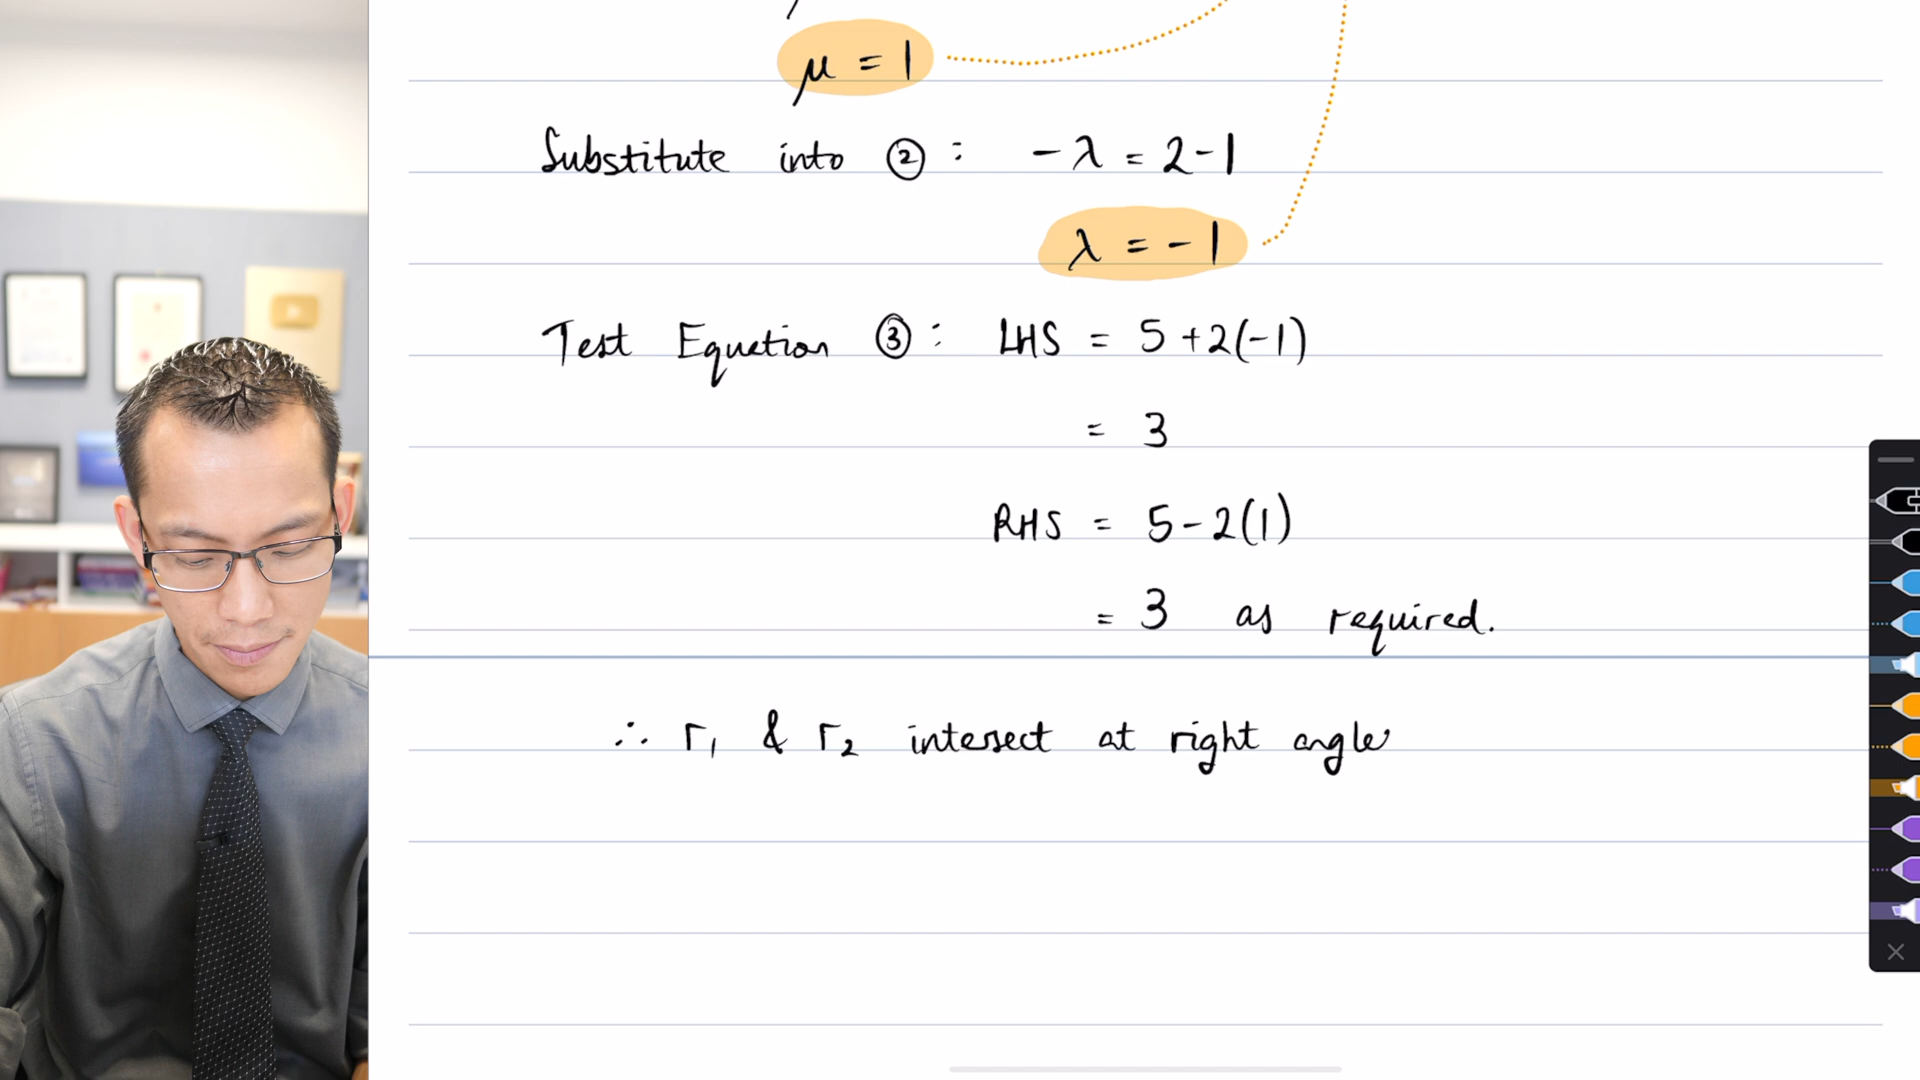 μ = 1
Substitute into ② : -λ = 2-1
λ = -1
Test Equation ③ : LHS = 5+2(-1)
= 3
RHS = 5-2(1)
= 3 as required.
∴ r₁ & r₂ intersect at right angle